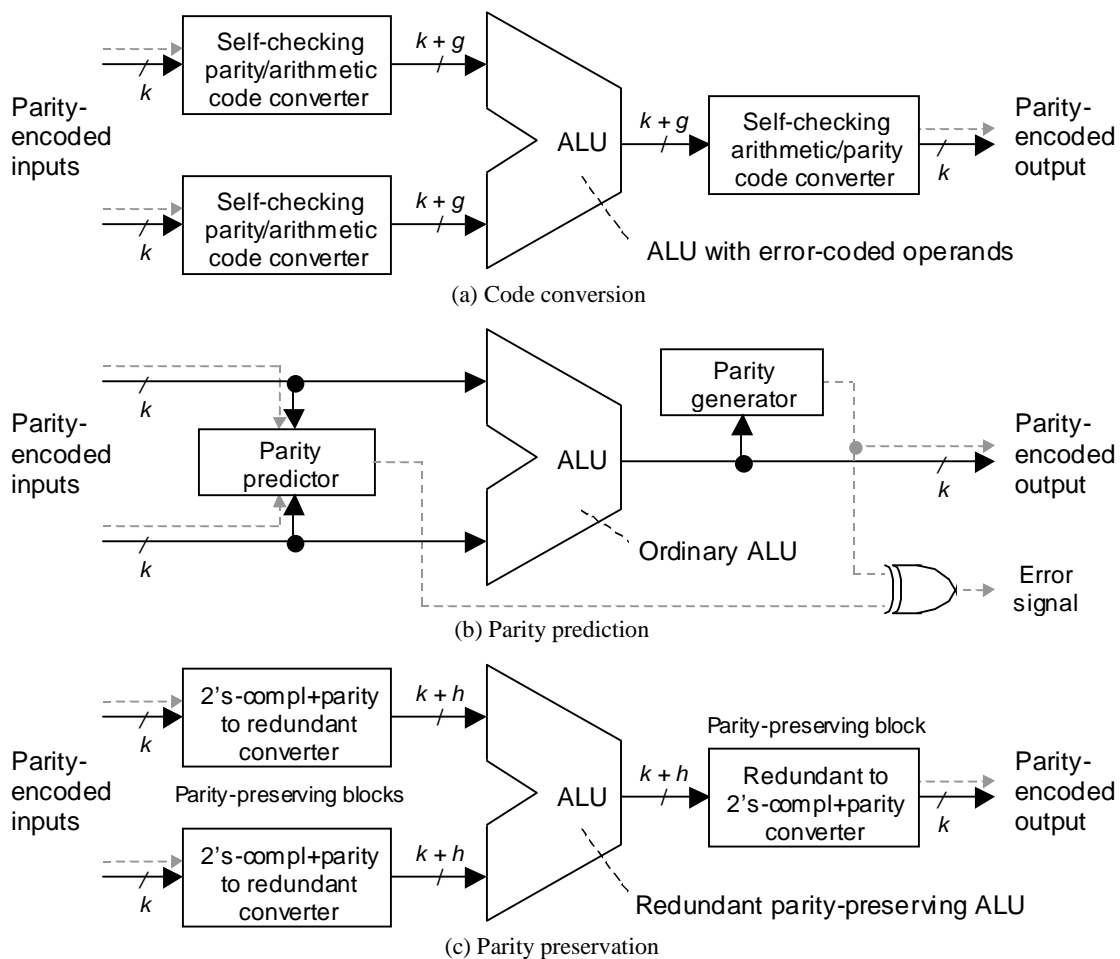 Self-checking
parity/arithmetic
code converter
k
k + g
Parity-
encoded
inputs
Self-checking
parity/arithmetic
code converter
k
k + g
ALU
k + g
Self-checking
arithmetic/parity
code converter
k
Parity-
encoded
output
ALU with error-coded operands
(a) Code conversion
k
Parity-
encoded
inputs
Parity
predictor
k
ALU
Parity
generator
k
Parity-
encoded
output
Ordinary ALU
Error
signal
(b) Parity prediction
2's-compl+parity
to redundant
converter
k
k + h
Parity-
encoded
inputs
Parity-preserving blocks
2's-compl+parity
to redundant
converter
k
k + h
ALU
k + h
Parity-preserving block
Redundant to
2's-compl+parity
converter
k
Parity-
encoded
output
Redundant parity-preserving ALU
(c) Parity preservation